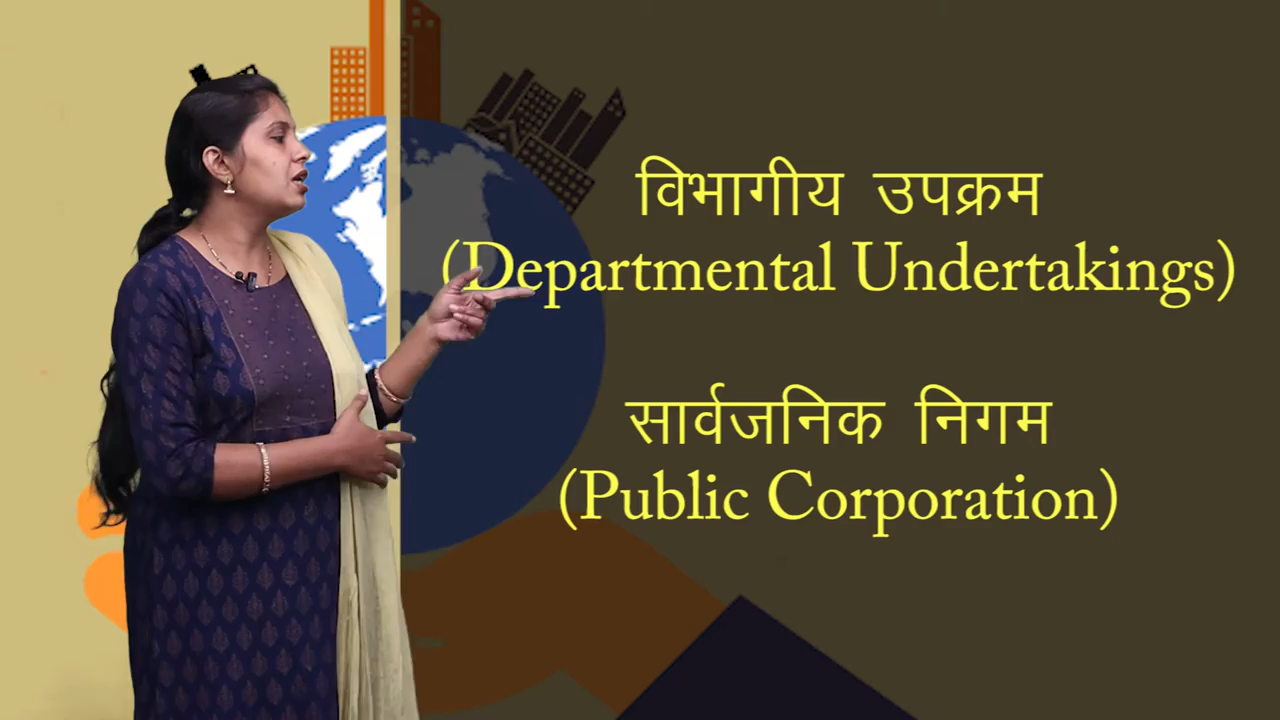 विभागीय उपक्रम
(Departmental Undertakings)
सार्वजनिक निगम
(Public Corporation)